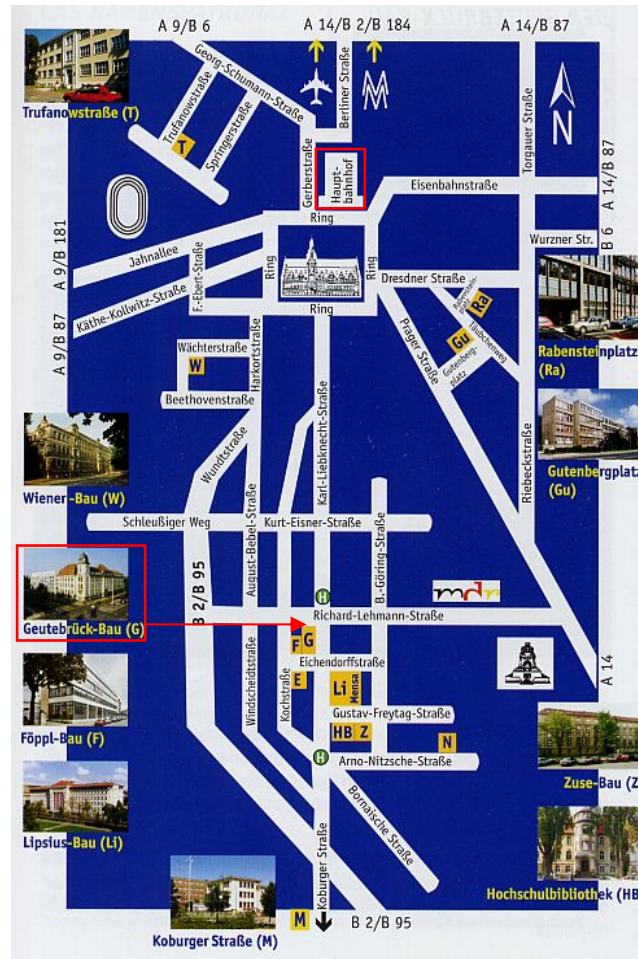 A 9/B 6
A 14/B 2/B 184
A 14/B 87
Trufanowstraße (T)
Georg-Schumann-Straße
Trufanowstraße
T
Springerstraße
Gerberstraße
Berliner Straße
M
Haupt-
bahnhof
Torgauer Straße
N
A 14/B 87
B 6
Eisenbahnstraße
Ring
Wurzner Str.
A 9/B 181
Jahnallee
Käthe-Kollwitz-Straße
F.-Ebert-Straße
Ring
Ring
Ring
Dresdner Straße
A 9/B 87
Rabenstein-
platz
Ra
Täubchenweg
Gu
Gutenberg-
platz
Rabensteinplatz
(Ra)
Prager Straße
Wächterstraße
W
Harkortstraße
Beethovenstraße
Karl-Liebknecht-Straße
Wundtstraße
Riebeckstraße
Gutenbergplatz
(Gu)
Wiener-Bau (W)
Schleußiger Weg
Kurt-Eisner-Straße
August-Bebel-Straße
B.-Göring-Straße
B 2/B 95
Geutebrück-Bau (G)
H
mdr
Richard-Lehmann-Straße
F
G
Eichendorffstraße
E
Li
Mensa
Windscheidtstraße
Kochstraße
A 14
Gustav-Freytag-Straße
HB
Z
N
Föppl-Bau (F)
H
Arno-Nitzsche-Straße
Zuse-Bau (Z
Lipsius-Bau (Li)
Bornaische Straße
Koburger Straße
Hochschulbibliothek (HB
M
B 2/B 95
Koburger Straße (M)